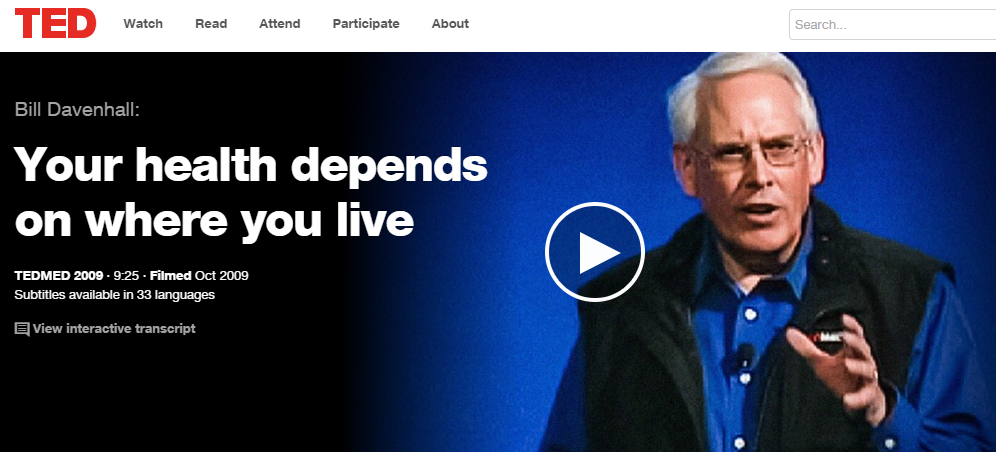 TED Watch Read Attend Participate About Search...
Bill Davenhall:
Your health depends
on where you live
TEDMED 2009 · 9:25 · Filmed Oct 2009
Subtitles available in 33 languages
View interactive transcript